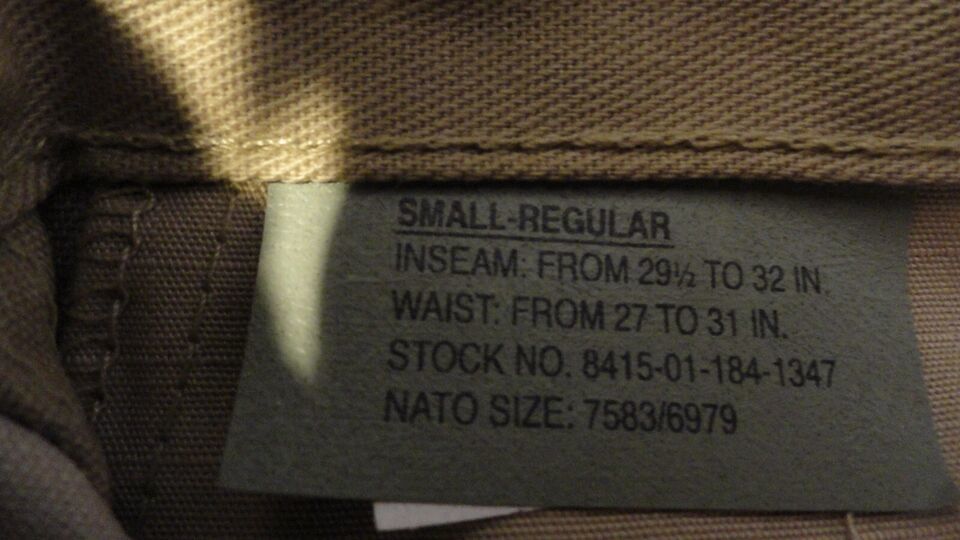 SMALL-REGULAR
INSEAM: FROM 29½ TO 32 IN.
WAIST: FROM 27 TO 31 IN.
STOCK NO. 8415-01-184-1347
NATO SIZE: 7583/6979